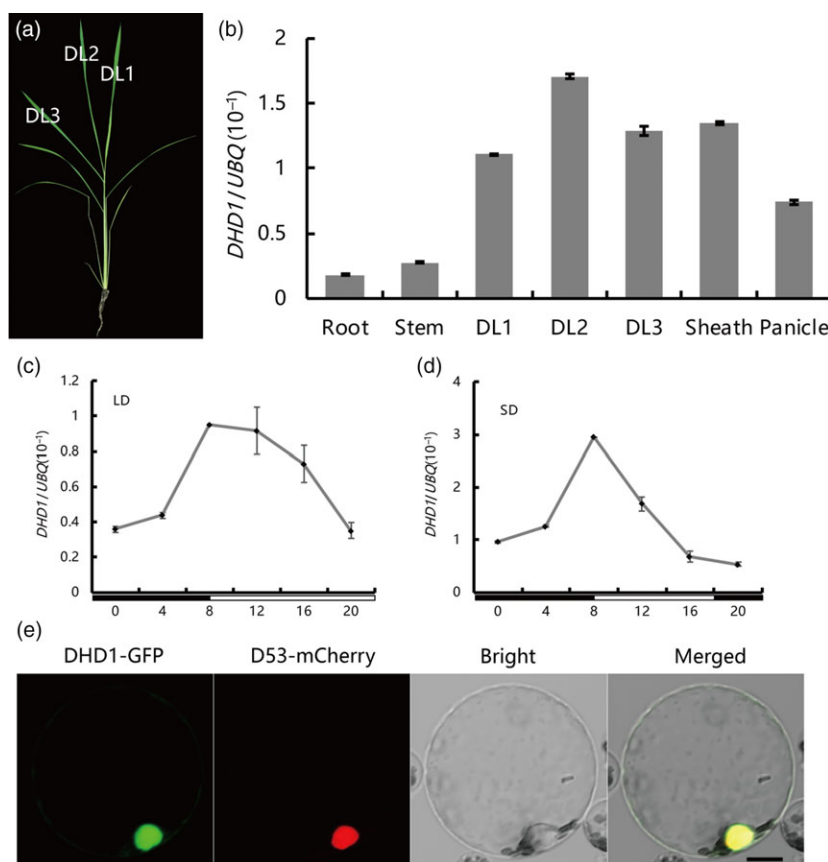 (a)
DL2
DL1
DL3
(b)
DHD1/UBQ(10⁻¹)
2
1.5
1
0.5
0
Root Stem DL1 DL2 DL3 Sheath Panicle
(c)
LD
DHD1/UBQ(10⁻¹)
1.2
1
0.8
0.6
0.4
0.2
0
0 4 8 12 16 20
(d)
SD
DHD1/UBQ(10⁻¹)
4
3
2
1
0
0 4 8 12 16 20
(e)
DHD1-GFP D53-mCherry Bright Merged